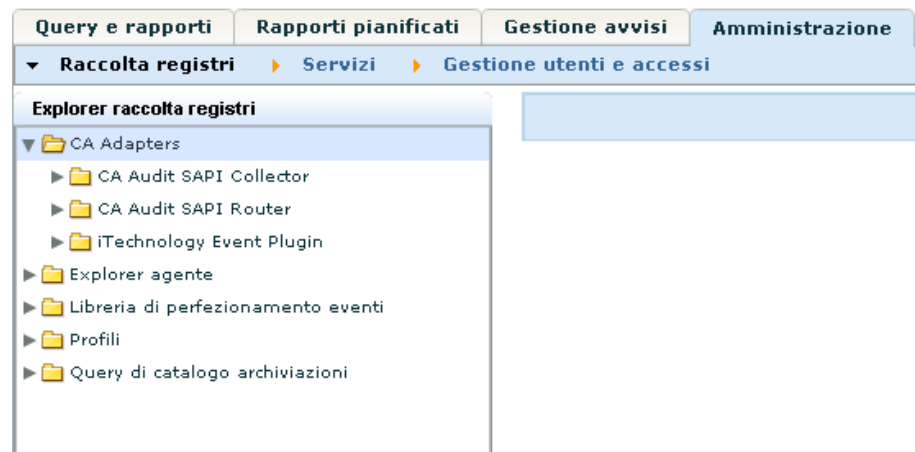 Query e rapporti Rapporti pianificati Gestione avvisi Amministrazione
Raccolta registri Servizi Gestione utenti e accessi
Explorer raccolta registri
CA Adapters
CA Audit SAPI Collector
CA Audit SAPI Router
iTechnology Event Plugin
Explorer agente
Libreria di perfezionamento eventi
Profili
Query di catalogo archiviazioni